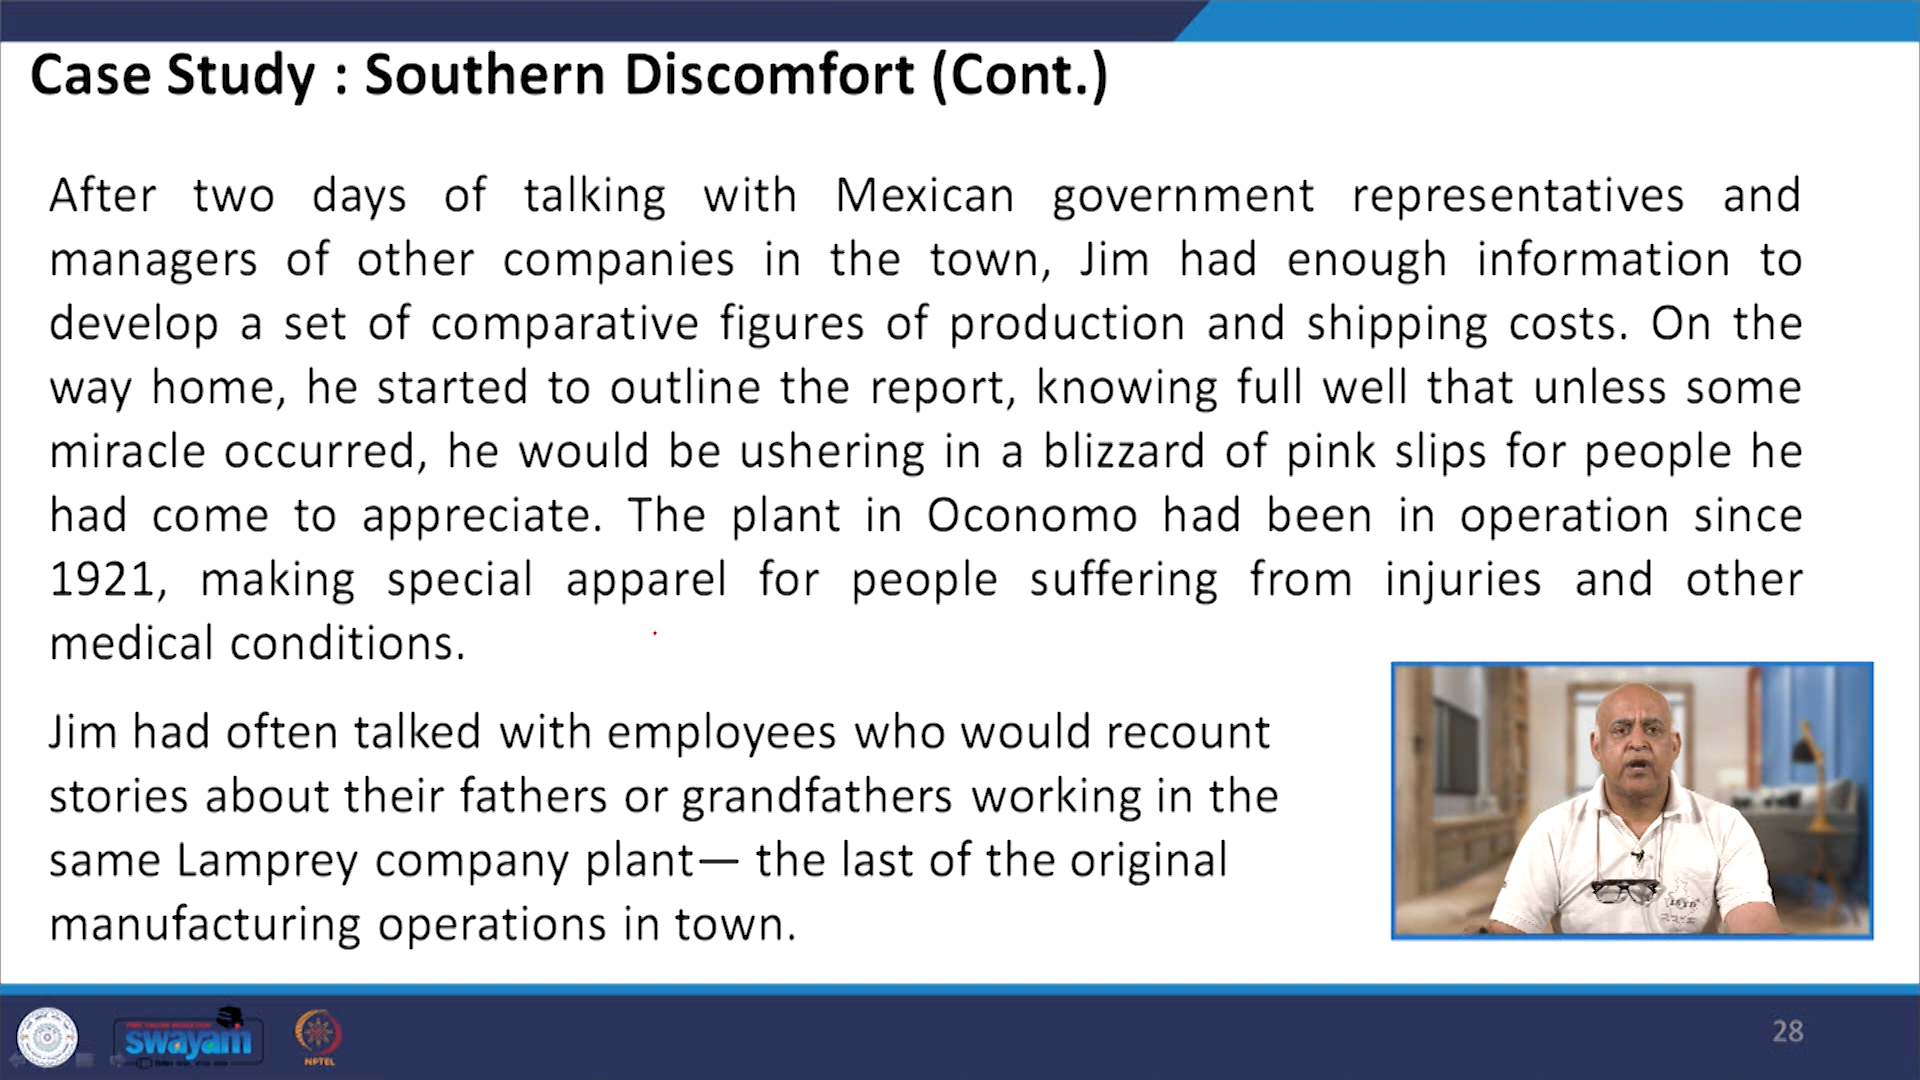 Case Study : Southern Discomfort (Cont.)
After two days of talking with Mexican government representatives and
managers of other companies in the town, Jim had enough information to
develop a set of comparative figures of production and shipping costs. On the
way home, he started to outline the report, knowing full well that unless some
miracle occurred, he would be ushering in a blizzard of pink slips for people he
had come to appreciate. The plant in Oconomo had been in operation since
1921, making special apparel for people suffering from injuries and other
medical conditions.
Jim had often talked with employees who would recount
stories about their fathers or grandfathers working in the
same Lamprey company plant— the last of the original
manufacturing operations in town.
swayam
NPTEL
28